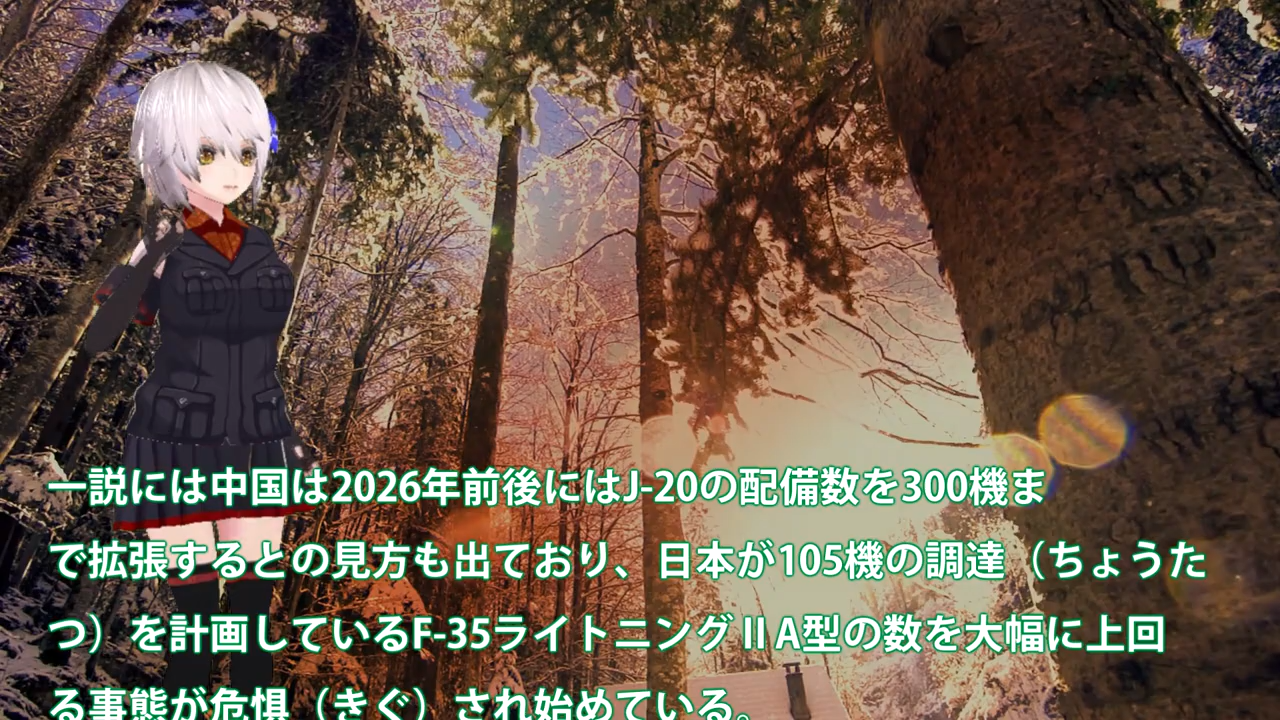 一説には中国は2026年前後にはJ-20の配備数を300機ま
で拡張するとの見方も出ており、日本が105機の調達（ちょうた
つ）を計画しているF-35ライトニングⅡA型の数を大幅に上回
る事態が危惧（きぐ）され始めている。